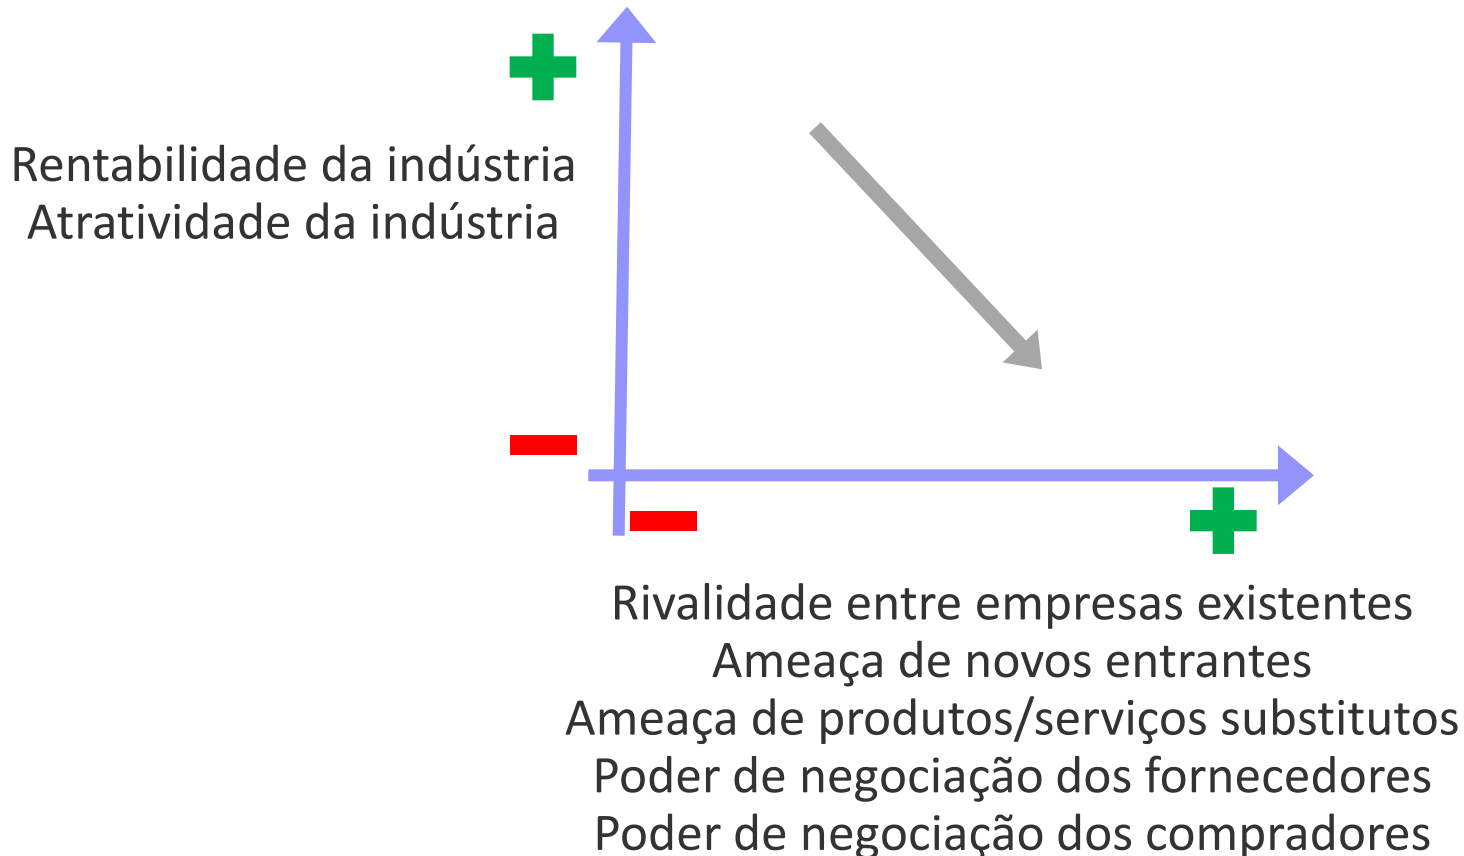 Rentabilidade da indústria
Atratividade da indústria
Rivalidade entre empresas existentes
Ameaça de novos entrantes
Ameaça de produtos/serviços substitutos
Poder de negociação dos fornecedores
Poder de negociação dos compradores